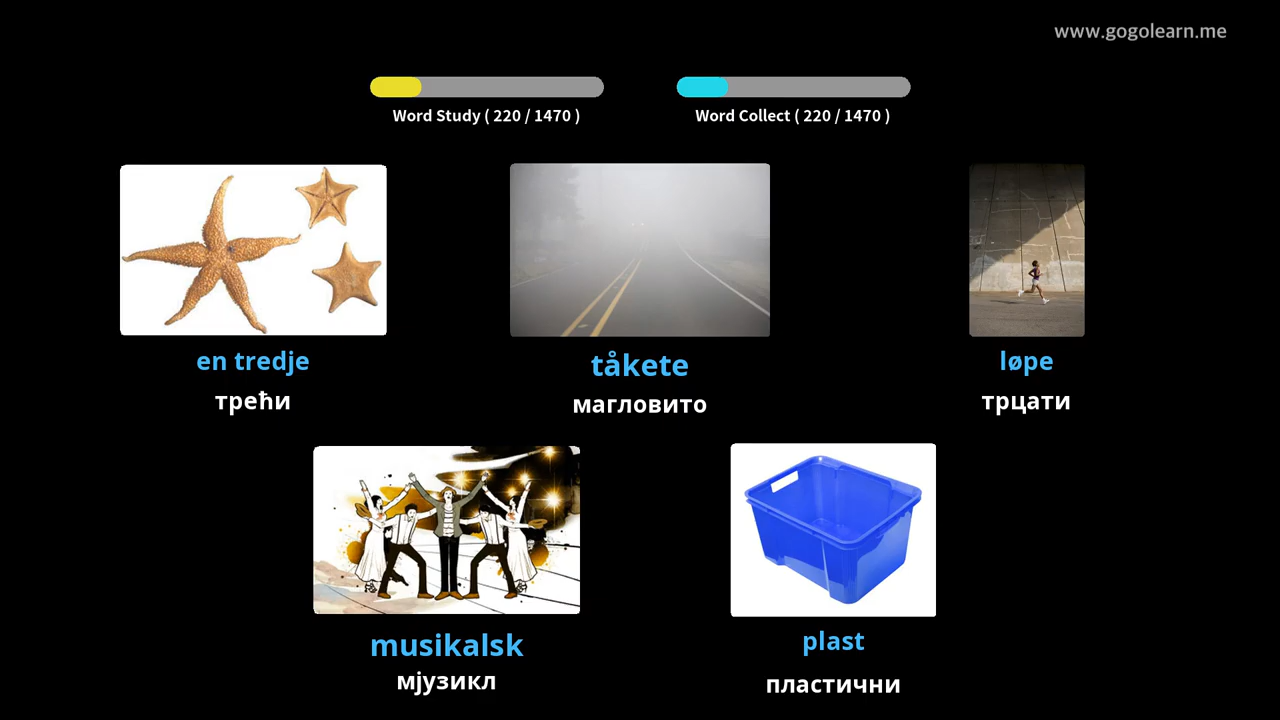 www.gogolearn.me
Word Study ( 220 / 1470 )
Word Collect ( 220 / 1470 )
en tredje
трећи
tåkete
магловито
løpe
трцати
musikalsk
мјузикл
plast
пластични